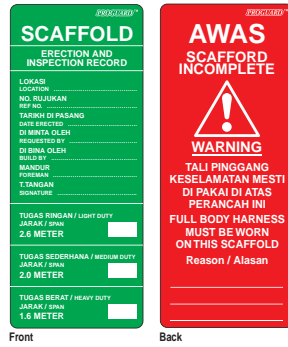 PROGUARD
SCAFFOLD
ERECTION AND
INSPECTION RECORD
LOKASI
LOCATION
NO. RUJUKAN
REF NO.
TARIKH DI PASANG
DATE ERECTED
DI MINTA OLEH
REQUESTED BY
DI BINA OLEH
BUILD BY
MANDUR
FOREMAN
T.TANGAN
SIGNATURE
TUGAS RINGAN / LIGHT DUTY
JARAK / SPAN
2.6 METER
TUGAS SEDERHANA / MEDIUM DUTY
JARAK / SPAN
2.0 METER
TUGAS BERAT / HEAVY DUTY
JARAK / SPAN
1.6 METER
Front
PROGUARD
AWAS
SCAFFORD
INCOMPLETE
WARNING
TALI PINGGANG
KESELAMATAN MESTI
DI PAKAI DI ATAS
PERANCAH INI
FULL BODY HARNESS
MUST BE WORN
ON THIS SCAFFOLD
Reason / Alasan
Back